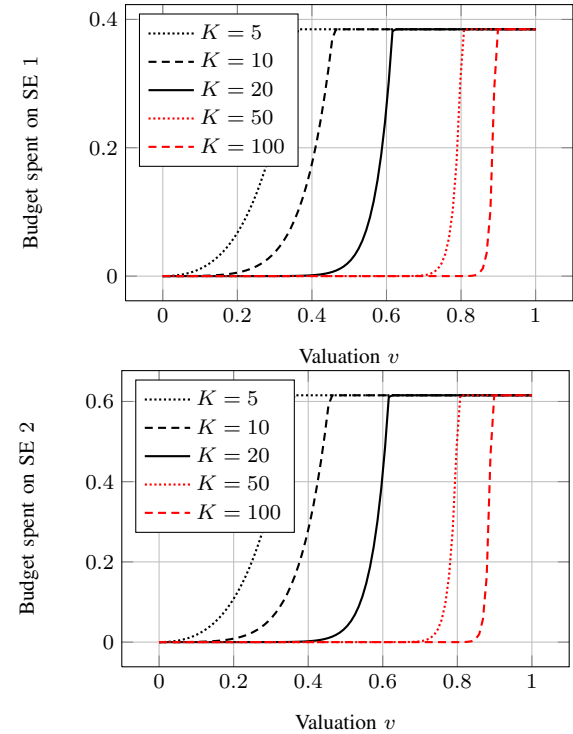 0.4
0.2
0
Budget spent on SE 1
K = 5
K = 10
K = 20
K = 50
K = 100
0 0.2 0.4 0.6 0.8 1
Valuation v
0.6
0.4
0.2
0
Budget spent on SE 2
K = 5
K = 10
K = 20
K = 50
K = 100
0 0.2 0.4 0.6 0.8 1
Valuation v